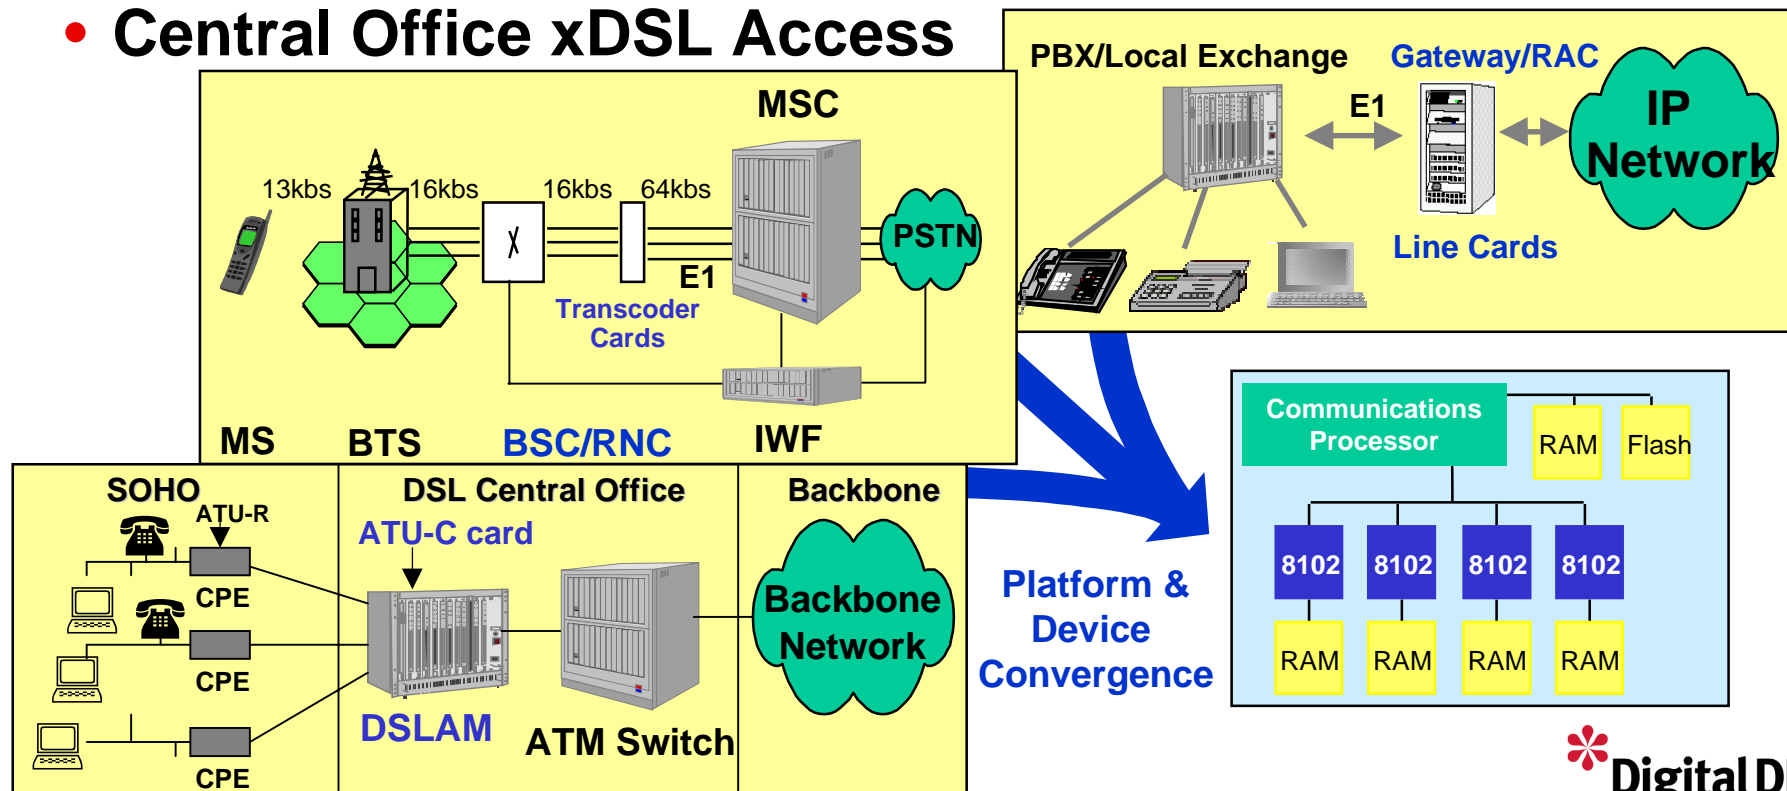 • Central Office xDSL Access
MSC
13kbs
16kbs
16kbs
64kbs
PSTN
E1
Transcoder
Cards
MS
BTS
BSC/RNC
IWF
PBX/Local Exchange
Gateway/RAC
E1
IP
Network
Line Cards
SOHO
ATU-R
CPE
CPE
CPE
DSL Central Office
ATU-C card
DSLAM
ATM Switch
Backbone
Backbone
Network
Platform &
Device
Convergence
Communications
Processor
RAM
Flash
8102
8102
8102
8102
RAM
RAM
RAM
RAM
Digital